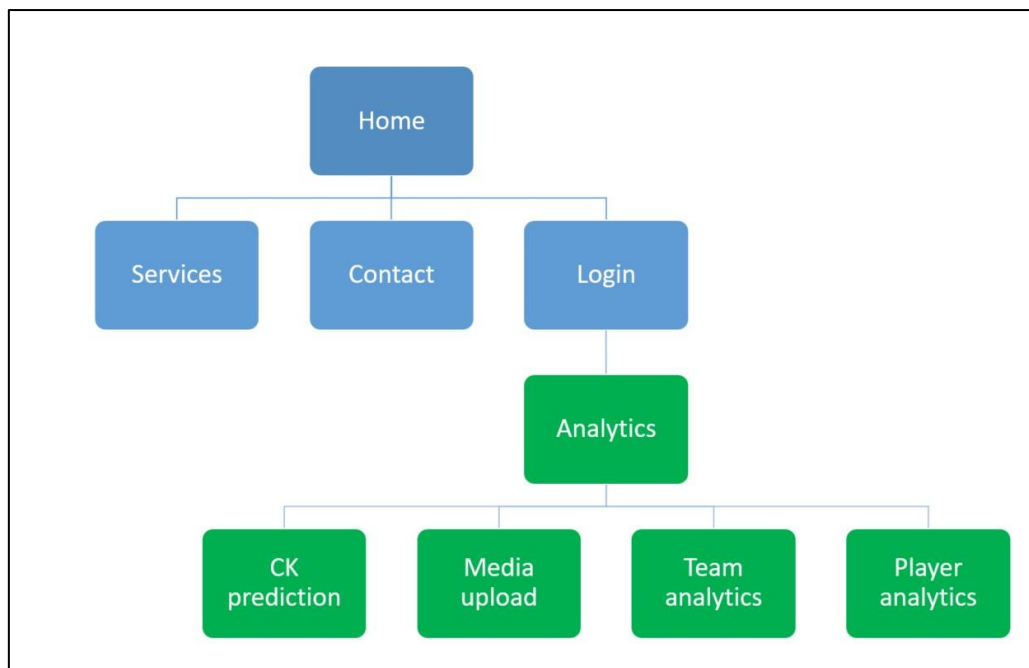 Home
Services
Contact
Login
Analytics
CK
prediction
Media
upload
Team
analytics
Player
analytics